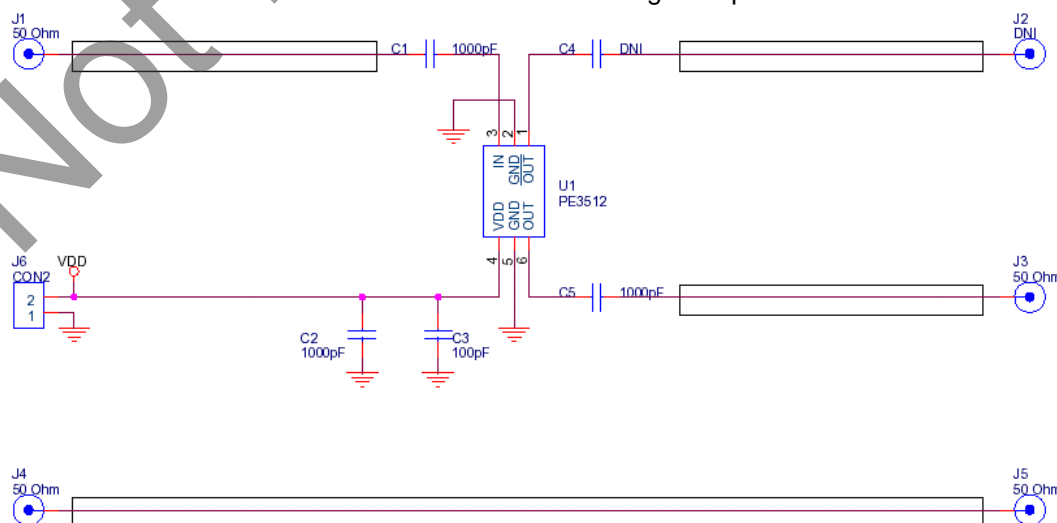 Not
J1
50 Ohm
C1
1000pF
C4
DNI
J2
DNI
3
2
1
IN
GND
OUT
U1
PE3512
VDD
GND
OUT
4
5
6
J6
CON2
VDD
2
1
C2
1000pF
C3
100pF
C5
1000pF
J3
50 Ohm
J4
50 Ohm
J5
50 Ohm